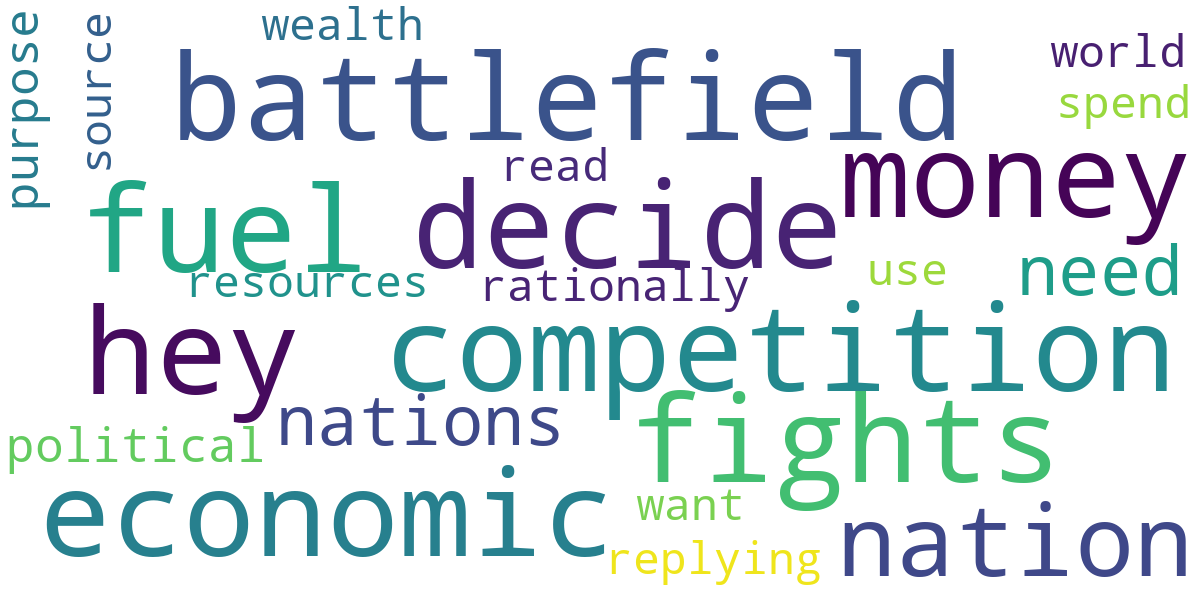 wealth
purpose
source
battlefield
world
spend
read
money
fuel
decide
resources
rationally
use
need
hey
competition
nations
fights
political
economic
want
nation
replying